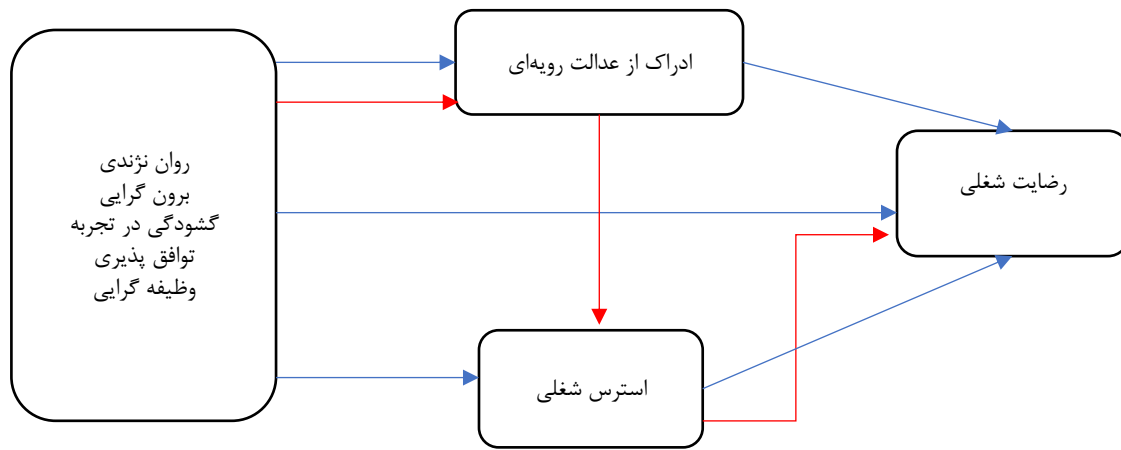 ادراک از عدالت رویه‌ای
روان نژندی
برون گرایی
گشودگی در تجربه
توافق پذیری
وظیفه گرایی
رضایت شغلی
استرس شغلی